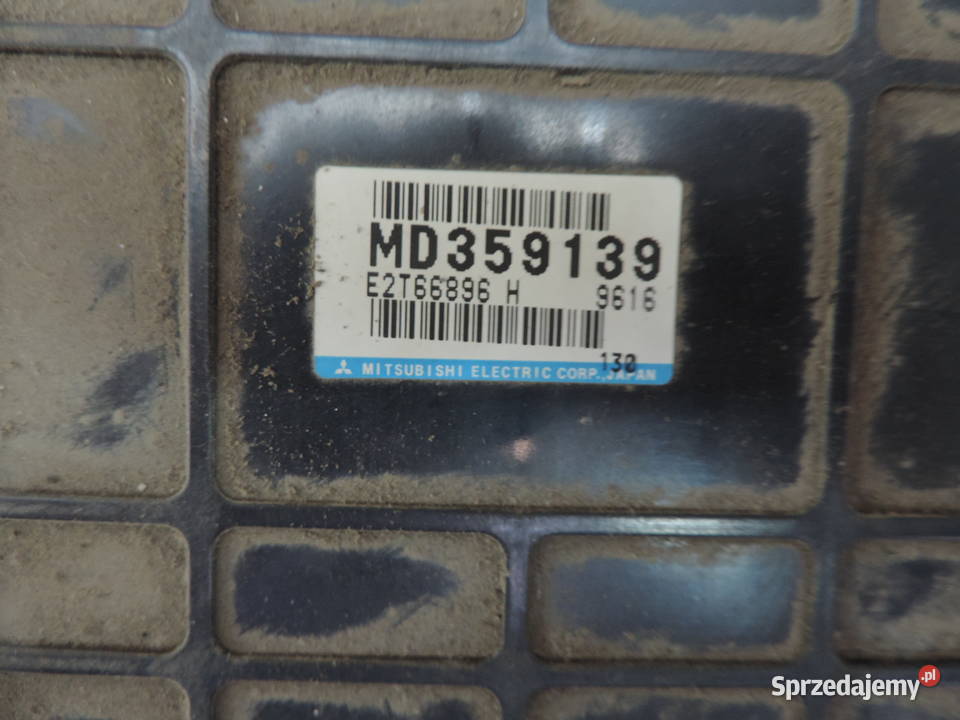 MD359139
E2T66896 H 9616
130
MITSUBISHI ELECTRIC CORP., JAPAN
Sprzedajemy.pl